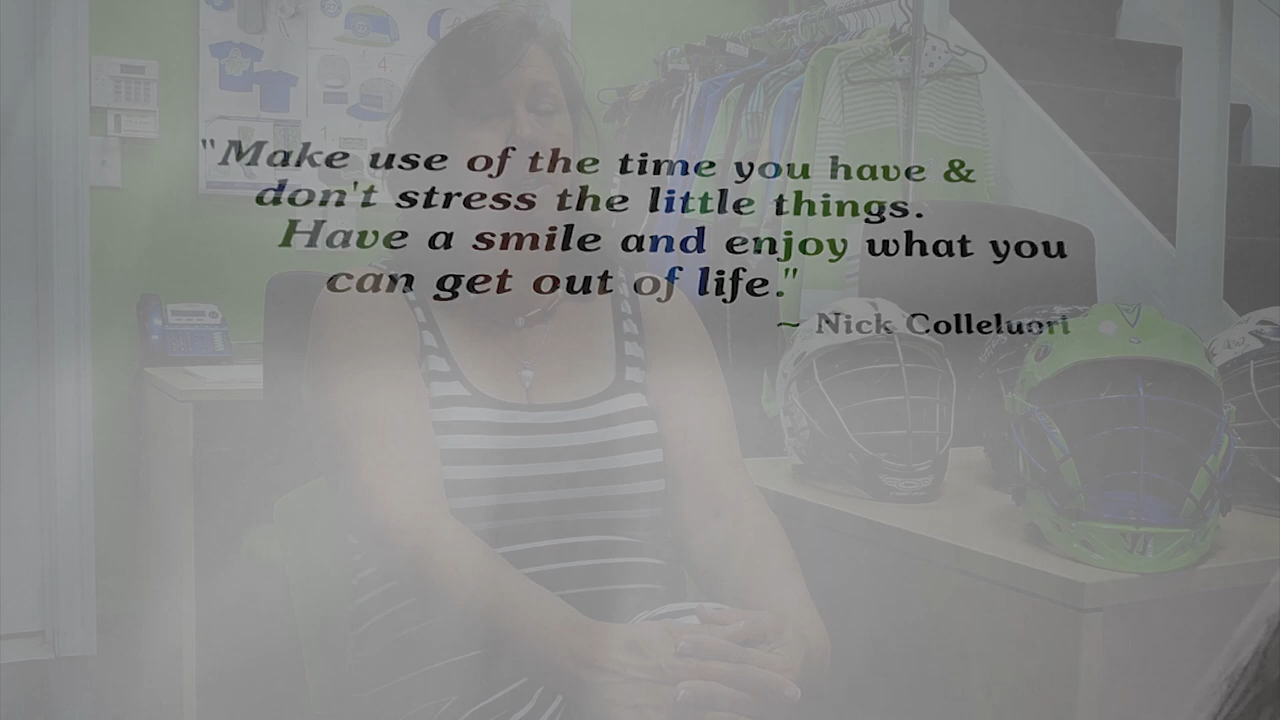 "Make use of the time you have &
don't stress the little things.
Have a smile and enjoy what you
can get out of life."
~ Nick Colleluori